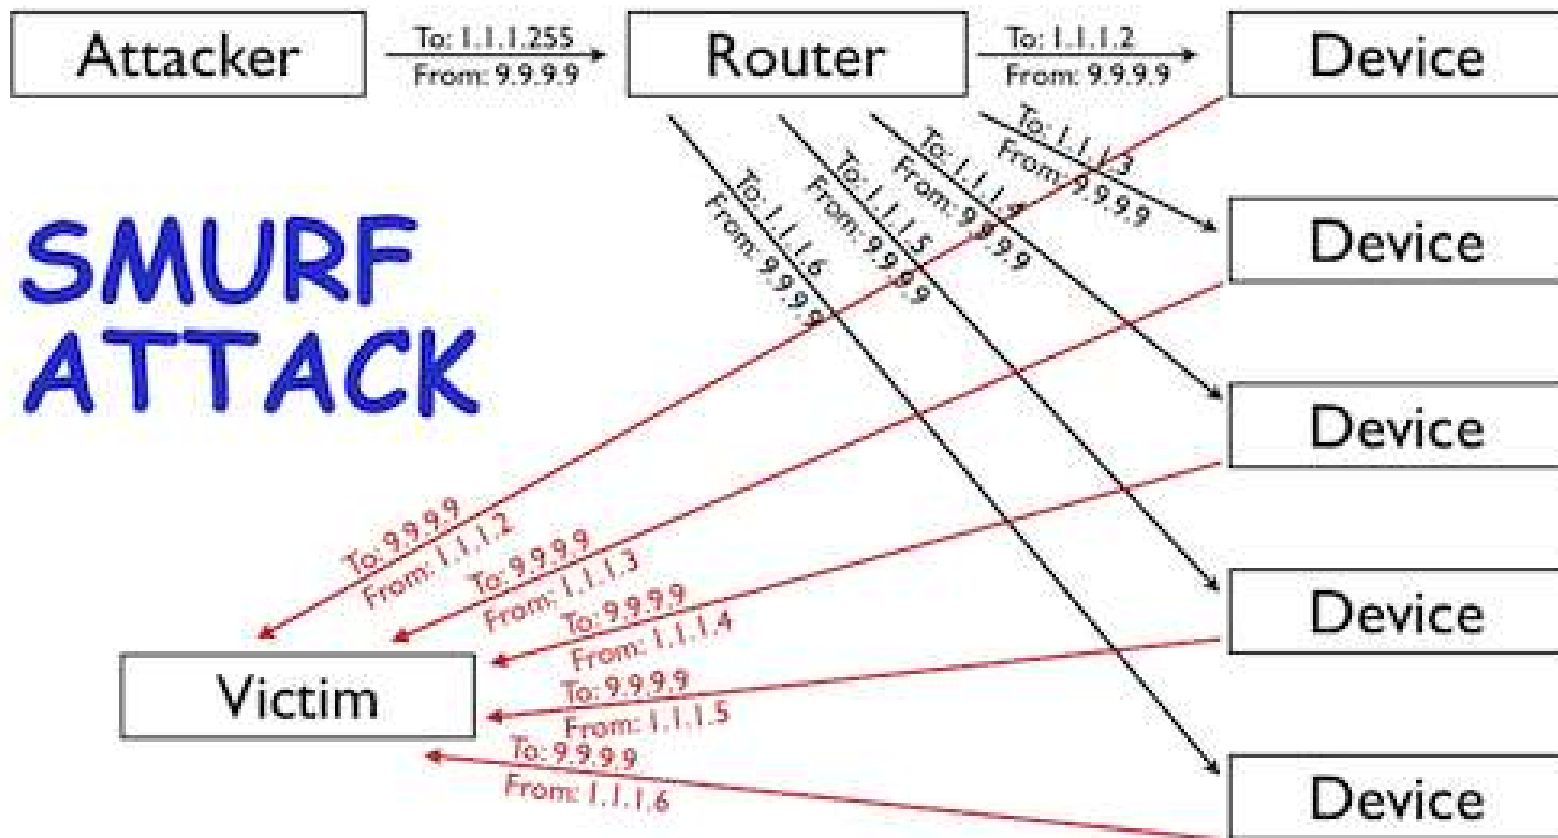 Attacker
To: 1.1.1.255
From: 9.9.9.9
Router
To: 1.1.1.2
From: 9.9.9.9
Device
To: 1.1.1.3
From: 9.9.9.9
To:
From: 9.9.9.9
To: 1.1.1.5
From: 9.9.9.9
To: 1.1.1.6
From: 9.9.9.9
Device
SMURF
ATTACK
Device
To: 9.9.9.9
From: 1.1.1.2
To: 9.9.9.9
From: 1.1.1.3
To: 9.9.9.9
From: 1.1.1.4
Device
Victim
To: 9.9.9.9
From: 1.1.1.5
To: 9.9.9.9
From: 1.1.1.6
Device